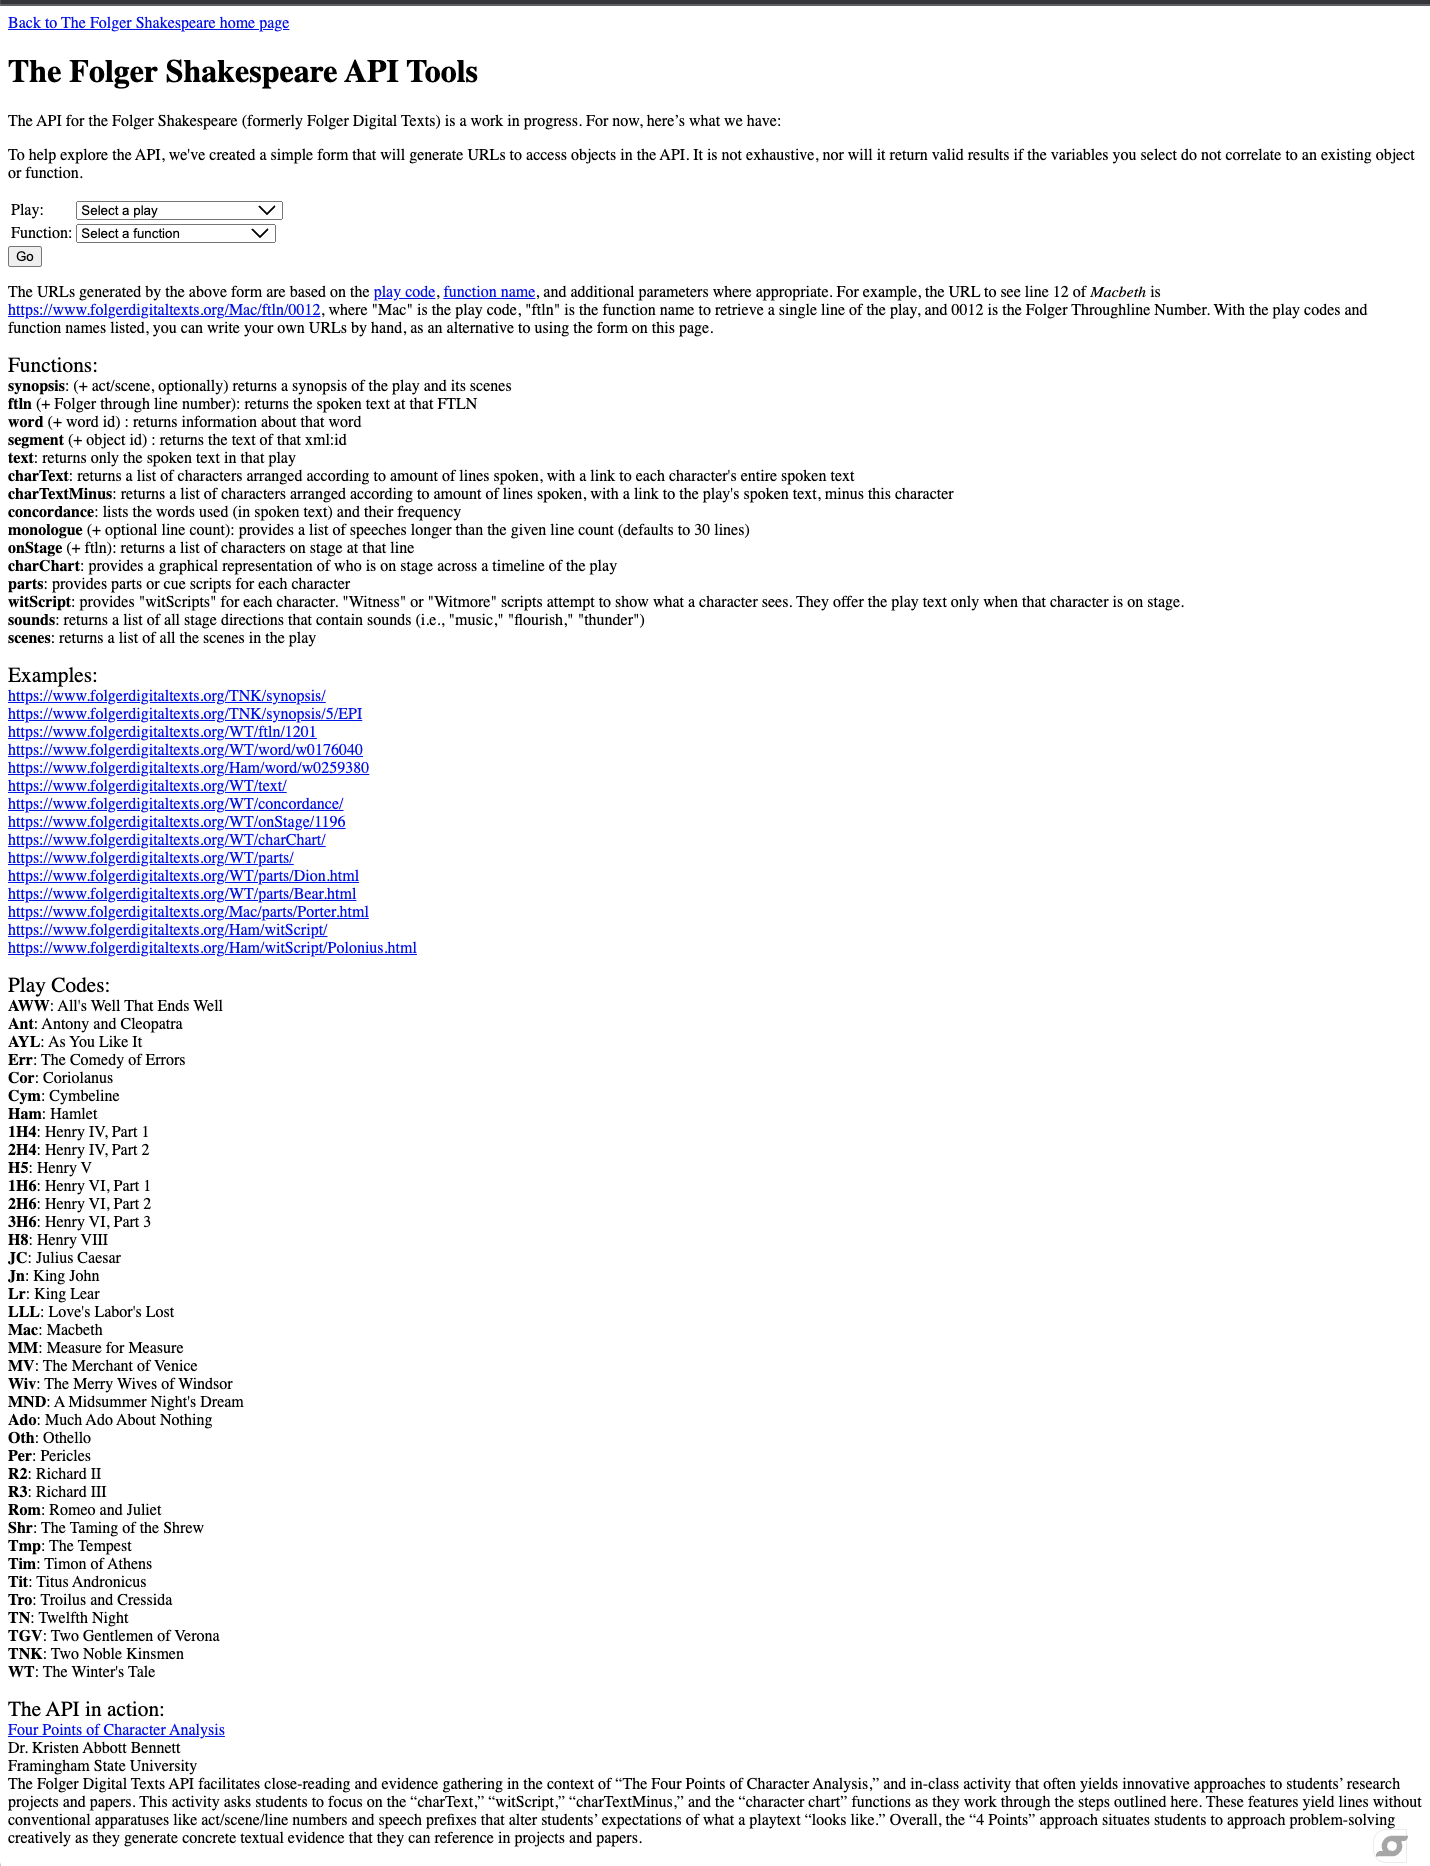 Back to The Folger Shakespeare home page
The Folger Shakespeare API Tools
The API for the Folger Shakespeare (formerly Folger Digital Texts) is a work in progress. For now, here’s what we have:
To help explore the API, we've created a simple form that will generate URLs to access objects in the API. It is not exhaustive, nor will it return valid results if the variables you select do not correlate to an existing object
or function.
Play: Select a play
Function: Select a function
Go
The URLs generated by the above form are based on the play code, function name, and additional parameters where appropriate. For example, the URL to see line 12 of Macbeth is
https://www.folgerdigitaltexts.org/Mac/ftln/0012, where "Mac" is the play code, "ftln" is the function name to retrieve a single line of the play, and 0012 is the Folger Throughline Number. With the play codes and
function names listed, you can write your own URLs by hand, as an alternative to using the form on this page.
Functions:
synopsis: (+ act/scene, optionally) returns a synopsis of the play and its scenes
ftln (+ Folger through line number): returns the spoken text at that FTLN
word (+ word id) : returns information about that word
segment (+ object id) : returns the text of that xml:id
text: returns only the spoken text in that play
charText: returns a list of characters arranged according to amount of lines spoken, with a link to each character's entire spoken text
charTextMinus: returns a list of characters arranged according to amount of lines spoken, with a link to the play's spoken text, minus this character
concordance: lists the words used (in spoken text) and their frequency
monologue (+ optional line count): provides a list of speeches longer than the given line count (defaults to 30 lines)
onStage (+ ftln): returns a list of characters on stage at that line
charChart: provides a graphical representation of who is on stage across a timeline of the play
parts: provides parts or cue scripts for each character
witScript: provides "witScripts" for each character. "Witness" or "Witmore" scripts attempt to show what a character sees. They offer the play text only when that character is on stage.
sounds: returns a list of all stage directions that contain sounds (i.e., "music," "flourish," "thunder")
scenes: returns a list of all the scenes in the play
Examples:
https://www.folgerdigitaltexts.org/TNK/synopsis/
https://www.folgerdigitaltexts.org/TNK/synopsis/5/EPI
https://www.folgerdigitaltexts.org/WT/ftln/1201
https://www.folgerdigitaltexts.org/WT/word/w0176040
https://www.folgerdigitaltexts.org/Ham/word/w0259380
https://www.folgerdigitaltexts.org/WT/text/
https://www.folgerdigitaltexts.org/WT/concordance/
https://www.folgerdigitaltexts.org/WT/onStage/1196
https://www.folgerdigitaltexts.org/WT/charChart/
https://www.folgerdigitaltexts.org/WT/parts/
https://www.folgerdigitaltexts.org/WT/parts/Dion.html
https://www.folgerdigitaltexts.org/WT/parts/Bear.html
https://www.folgerdigitaltexts.org/Mac/parts/Porter.html
https://www.folgerdigitaltexts.org/Ham/witScript/
https://www.folgerdigitaltexts.org/Ham/witScript/Polonius.html
Play Codes:
AWW: All's Well That Ends Well
Ant: Antony and Cleopatra
AYL: As You Like It
Err: The Comedy of Errors
Cor: Coriolanus
Cym: Cymbeline
Ham: Hamlet
1H4: Henry IV, Part 1
2H4: Henry IV, Part 2
H5: Henry V
1H6: Henry VI, Part 1
2H6: Henry VI, Part 2
3H6: Henry VI, Part 3
H8: Henry VIII
JC: Julius Caesar
Jn: King John
Lr: King Lear
LLL: Love's Labor's Lost
Mac: Macbeth
MM: Measure for Measure
MV: The Merchant of Venice
Wiv: The Merry Wives of Windsor
MND: A Midsummer Night's Dream
Ado: Much Ado About Nothing
Oth: Othello
Per: Pericles
R2: Richard II
R3: Richard III
Rom: Romeo and Juliet
Shr: The Taming of the Shrew
Tmp: The Tempest
Tim: Timon of Athens
Tit: Titus Andronicus
Tro: Troilus and Cressida
TN: Twelfth Night
TGV: Two Gentlemen of Verona
TNK: Two Noble Kinsmen
WT: The Winter's Tale
The API in action:
Four Points of Character Analysis
Dr. Kristen Abbott Bennett
Framingham State University
The Folger Digital Texts API facilitates close-reading and evidence gathering in the context of “The Four Points of Character Analysis,” and in-class activity that often yields innovative approaches to students’ research
projects and papers. This activity asks students to focus on the “charText,” “witScript,” “charTextMinus,” and the “character chart” functions as they work through the steps outlined here. These features yield lines without
conventional apparatuses like act/scene/line numbers and speech prefixes that alter students’ expectations of what a playtext “looks like.” Overall, the “4 Points” approach situates students to approach problem-solving
creatively as they generate concrete textual evidence that they can reference in projects and papers.